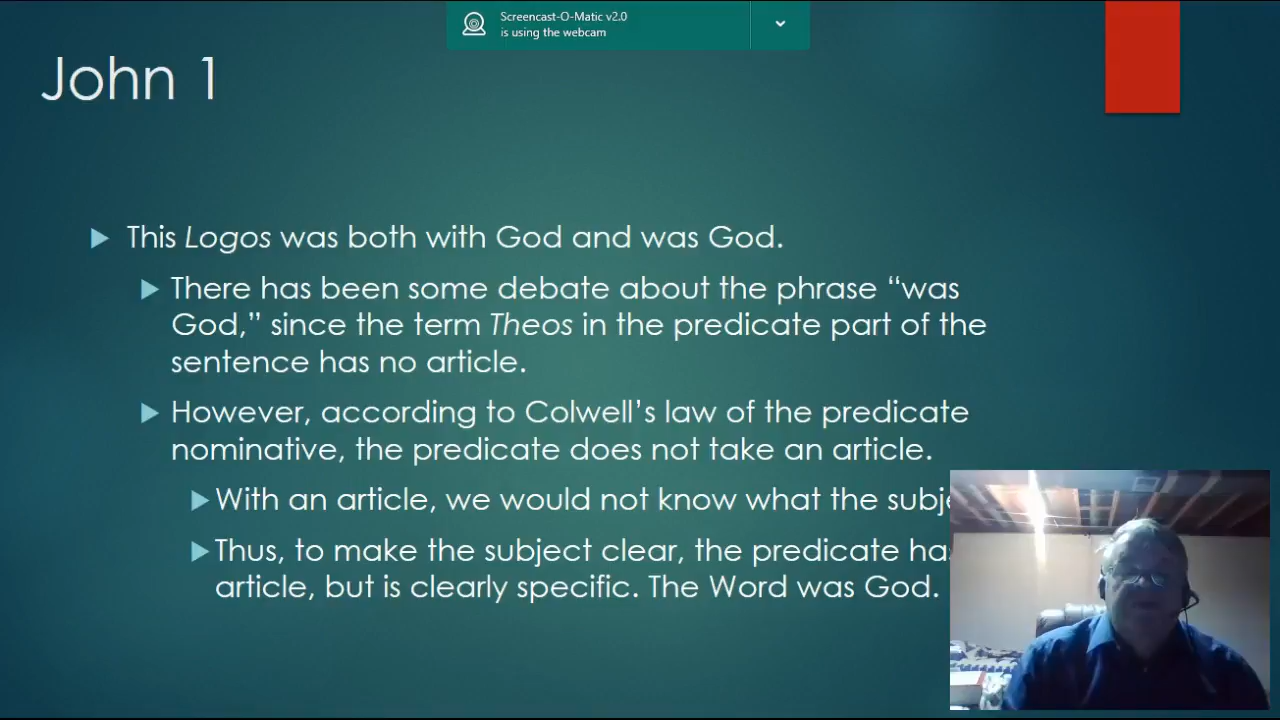 Screencast-O-Matic v2.0
is using the webcam
John 1
This Logos was both with God and was God.
There has been some debate about the phrase “was
God,” since the term Theos in the predicate part of the
sentence has no article.
However, according to Colwell’s law of the predicate
nominative, the predicate does not take an article.
With an article, we would not know what the
Thus, to make the subject clear, the predicate
article, but is clearly specific. The Word was God.